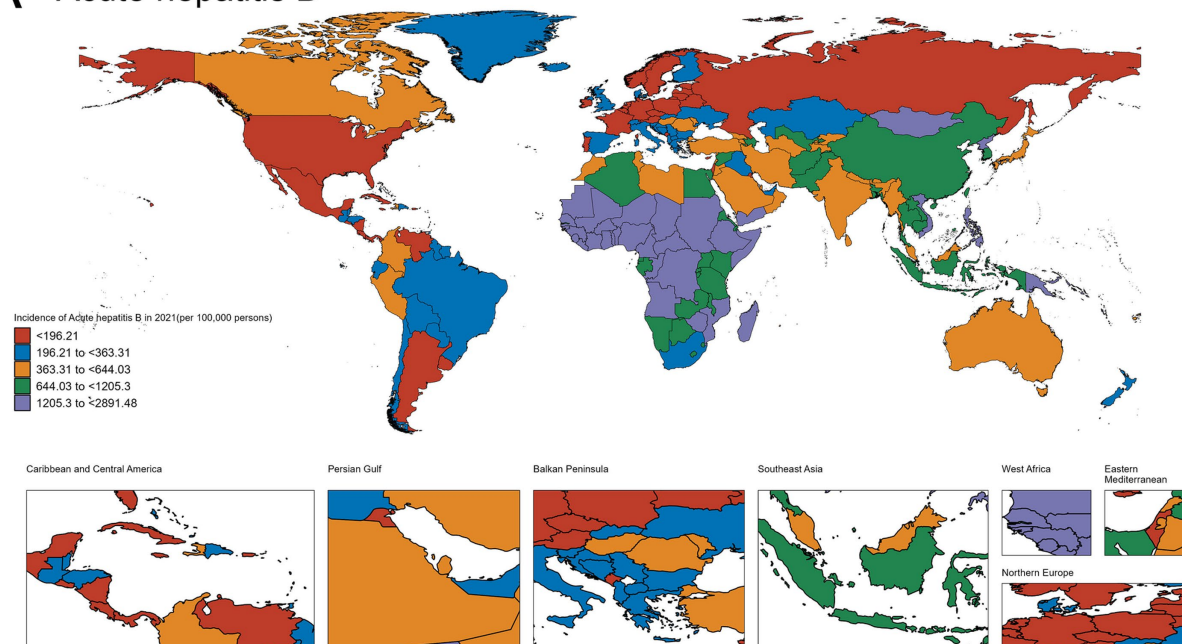 Acute hepatitis B
Incidence of Acute hepatitis B in 2021(per 100,000 persons)
<196.21
196.21 to <363.31
363.31 to <644.03
644.03 to <1205.3
1205.3 to <2891.48
Caribbean and Central America
Persian Gulf
Balkan Peninsula
Southeast Asia
West Africa
Eastern
Mediterranean
Northern Europe